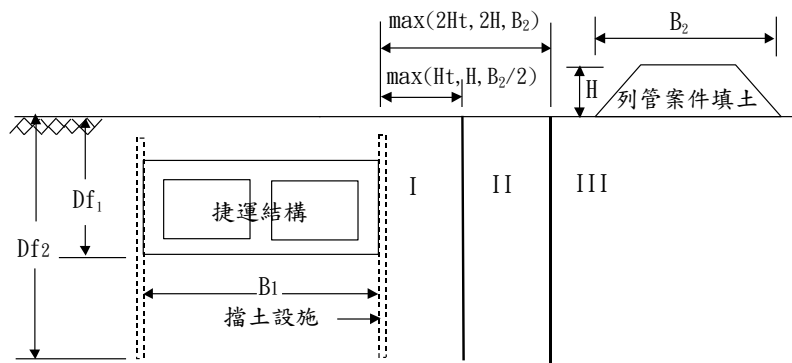 max(2Ht, 2H, B₂)
B₂
max(Ht, H, B₂/2)
H
列管案件填土
I
II
III
Df₁
捷運結構
Df2
B1
擋土設施